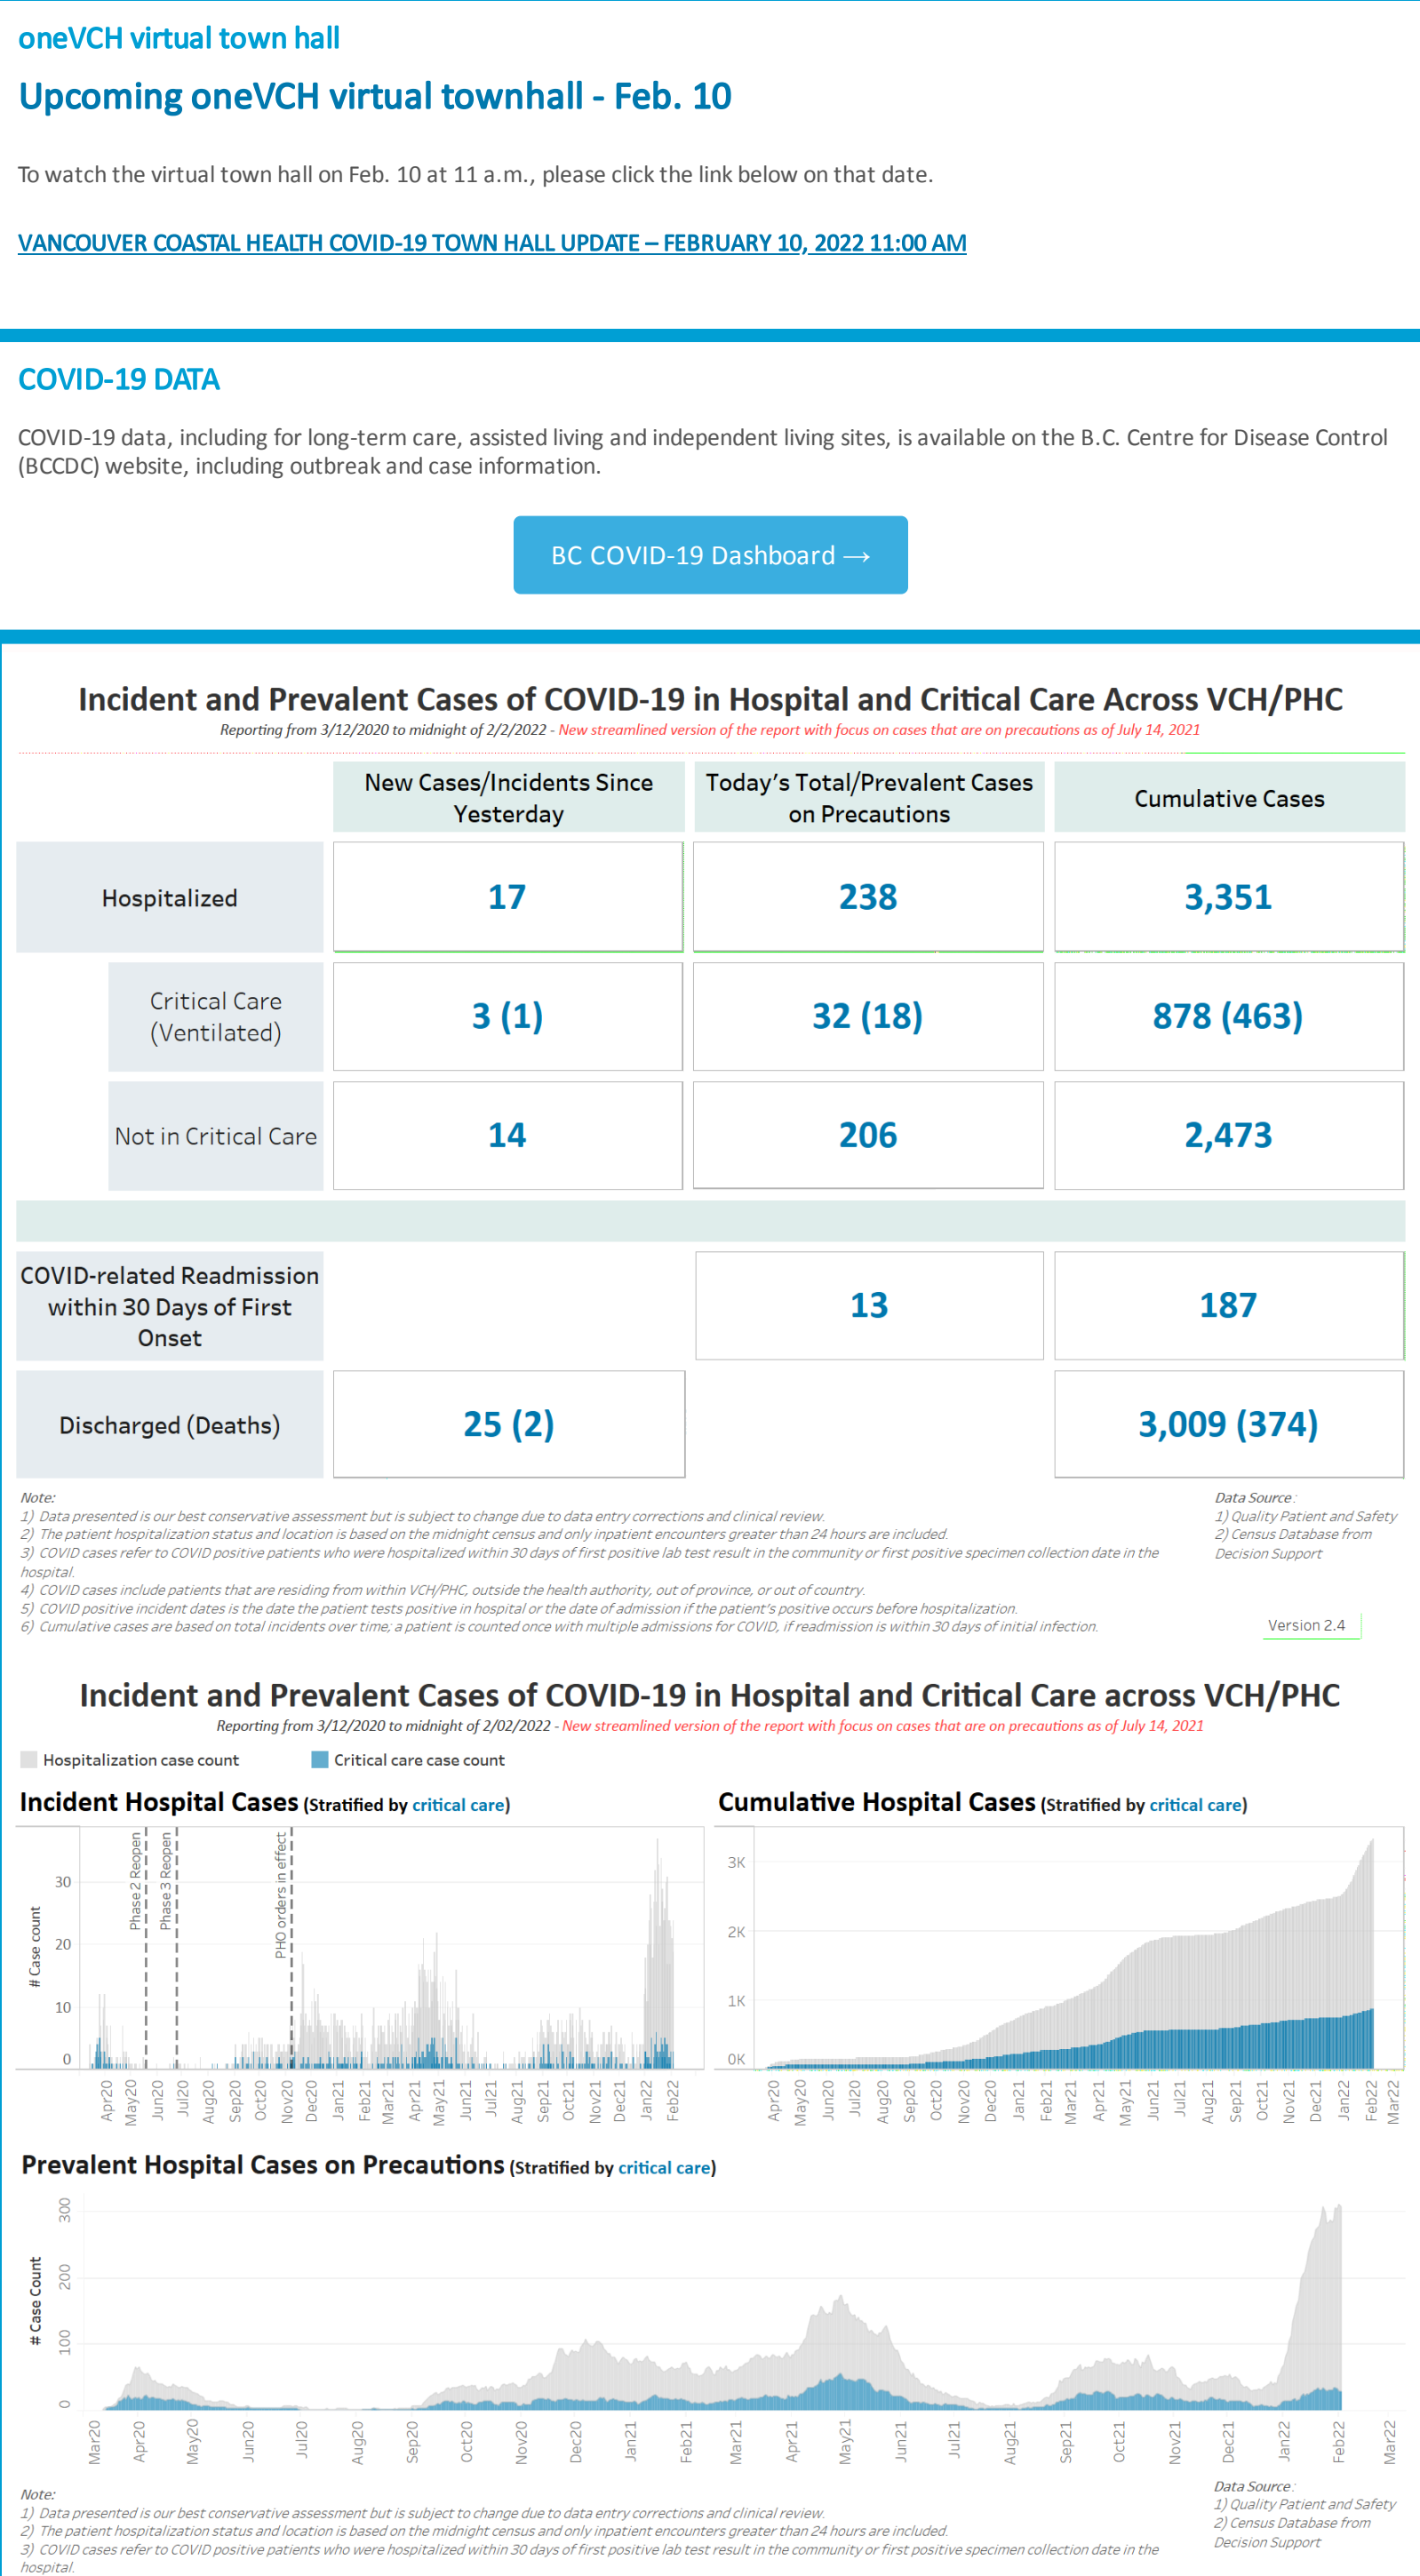 oneVCH virtual town hall
Upcoming oneVCH virtual townhall - Feb. 10
To watch the virtual town hall on Feb. 10 at 11 a.m., please click the link below on that date.
VANCOUVER COASTAL HEALTH COVID-19 TOWN HALL UPDATE – FEBRUARY 10, 2022 11:00 AM
COVID-19 DATA
COVID-19 data, including for long-term care, assisted living and independent living sites, is available on the B.C. Centre for Disease Control
(BCCDC) website, including outbreak and case information.
BC COVID-19 Dashboard →
Incident and Prevalent Cases of COVID-19 in Hospital and Critical Care Across VCH/PHC
Reporting from 3/12/2020 to midnight of 2/2/2022 - New streamlined version of the report with focus on cases that are on precautions as of July 14, 2021
New Cases/Incidents Since
Yesterday
Today's Total/Prevalent Cases
on Precautions
Cumulative Cases
Hospitalized
17
238
3,351
Critical Care
(Ventilated)
3 (1)
32 (18)
878 (463)
Not in Critical Care
14
206
2,473
COVID-related Readmission
within 30 Days of First
Onset
13
187
Discharged (Deaths)
25 (2)
3,009 (374)
Note:
1) Data presented is our best conservative assessment but is subject to change due to data entry corrections and clinical review.
2) The patient hospitalization status and location is based on the midnight census and only inpatient encounters greater than 24 hours are included.
3) COVID cases refer to COVID positive patients who were hospitalized within 30 days of first positive lab test result in the community or first positive specimen collection date in the
hospital.
4) COVID cases include patients that are residing from within VCH/PHC, outside the health authority, out of province, or out of country.
5) COVID positive incident dates is the date the patient tests positive in hospital or the date of admission if the patient's positive occurs before hospitalization.
6) Cumulative cases are based on total incidents over time; a patient is counted once with multiple admissions for COVID, if readmission is within 30 days of initial infection.
Data Source:
1) Quality Patient and Safety
2) Census Database from
Decision Support
Version 2.4
Incident and Prevalent Cases of COVID-19 in Hospital and Critical Care across VCH/PHC
Reporting from 3/12/2020 to midnight of 2/02/2022 - New streamlined version of the report with focus on cases that are on precautions as of July 14, 2021
Hospitalization case count
Critical care case count
Incident Hospital Cases (Stratified by critical care)
# Case count
30
20
10
0
Phase 2 Reopen
Phase 3 Reopen
PHO orders in effect
Apr20 May20 Jun20 Jul20 Aug20 Sep20 Oct20 Nov20 Dec20 Jan21 Feb21 Mar21 Apr21 May21 Jun21 Jul21 Aug21 Sep21 Oct21 Nov21 Dec21 Jan22 Feb22
Cumulative Hospital Cases (Stratified by critical care)
3K
2K
1K
0K
Apr20 May20 Jun20 Jul20 Aug20 Sep20 Oct20 Nov20 Dec20 Jan21 Feb21 Mar21 Apr21 May21 Jun21 Jul21 Aug21 Sep21 Oct21 Nov21 Dec21 Jan22 Feb22 Mar22
Prevalent Hospital Cases on Precautions (Stratified by critical care)
# Case Count
300
200
100
0
Mar20 Apr20 May20 Jun20 Jul20 Aug20 Sep20 Oct20 Nov20 Dec20 Jan21 Feb21 Mar21 Apr21 May21 Jun21 Jul21 Aug21 Sep21 Oct21 Nov21 Dec21 Jan22 Feb22 Mar22
Note:
1) Data presented is our best conservative assessment but is subject to change due to data entry corrections and clinical review.
2) The patient hospitalization status and location is based on the midnight census and only inpatient encounters greater than 24 hours are included.
3) COVID cases refer to COVID positive patients who were hospitalized within 30 days of first positive lab test result in the community or first positive specimen collection date in the
hospital.
Data Source:
1) Quality Patient and Safety
2) Census Database from
Decision Support